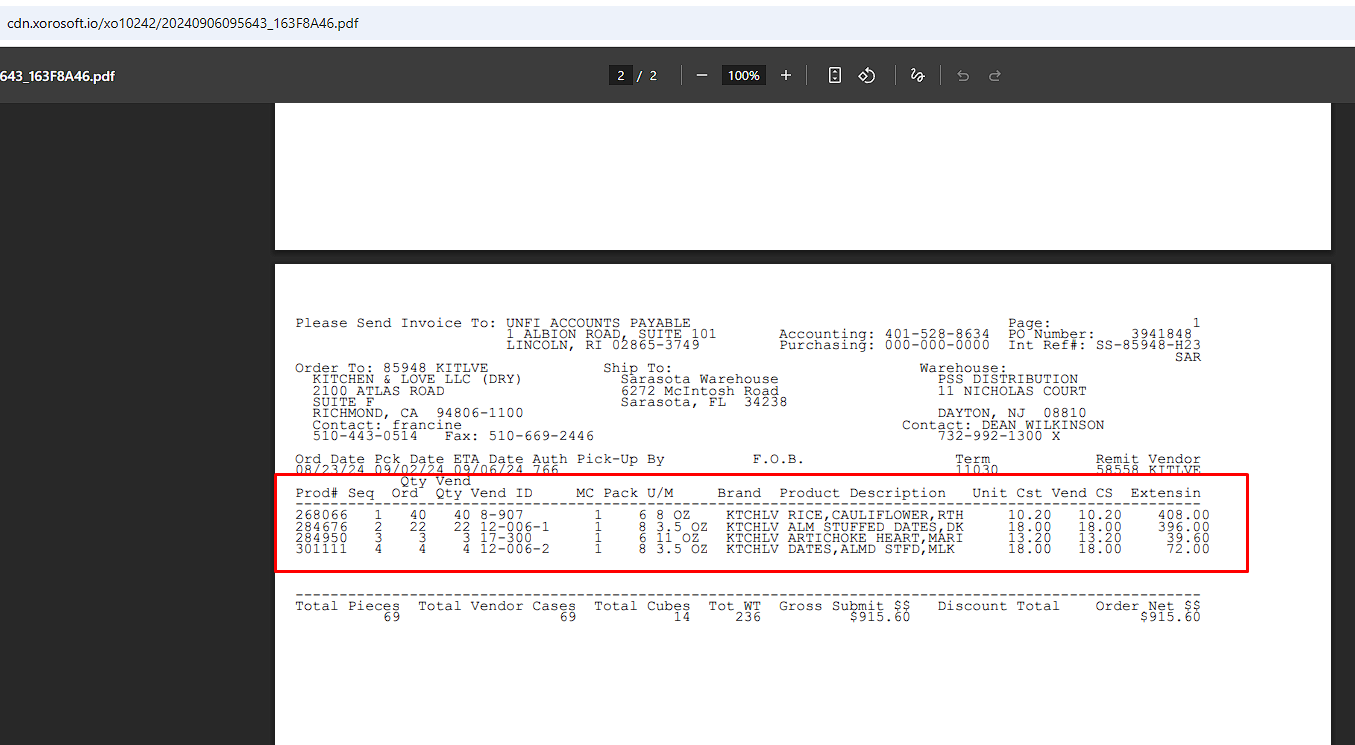 cdn.xorosoft.io/xo10242/20240906095643_163F8A46.pdf
643_163F8A46.pdf
2 / 2
100%
Please Send Invoice To: UNFI ACCOUNTS PAYABLE Page: 1
1 ALBION ROAD, SUITE 101 Accounting: 401-528-8634 PO Number: 3941848
LINCOLN, RI 02865-3749 Purchasing: 000-000-0000 Int Ref#: SS-85948-H23
SAR
Order To: 85948 KITLVE Ship To: Warehouse:
KITCHEN & LOVE LLC (DRY) Sarasota Warehouse PSS DISTRIBUTION
2100 ATLAS ROAD 6272 McIntosh Road 11 NICHOLAS COURT
SUITE F Sarasota, FL 34238
RICHMOND, CA 94806-1100 DAYTON, NJ 08810
Contact: francine Contact: DEAN WILKINSON
510-443-0514 Fax: 510-669-2446 732-992-1300 X
Ord Date Pck Date ETA Date Auth Pick-Up By F.O.B. Term Remit Vendor
08/23/24 09/02/24 09/06/24 766 11030 58558 KITLVE
Qty Vend
Prod# Seq Ord Qty Vend ID MC Pack U/M Brand Product Description Unit Cst Vend CS Extensin
268066 1 40 40 8-907 1 6 8 OZ KTCHLV RICE,CAULIFLOWER,RTH 10.20 10.20 408.00
284676 2 22 22 12-006-1 1 8 3.5 OZ KTCHLV ALM STUFFED DATES,DK 18.00 18.00 396.00
284950 3 3 3 17-300 1 6 11 OZ KTCHLV ARTICHOKE HEART,MARI 13.20 13.20 39.60
301111 4 4 4 12-006-2 1 8 3.5 OZ KTCHLV DATES,ALMD STFD,MLK 18.00 18.00 72.00
Total Pieces Total Vendor Cases Total Cubes Tot WT Gross Submit $$ Discount Total Order Net $$
69 69 14 236 $915.60 $915.60